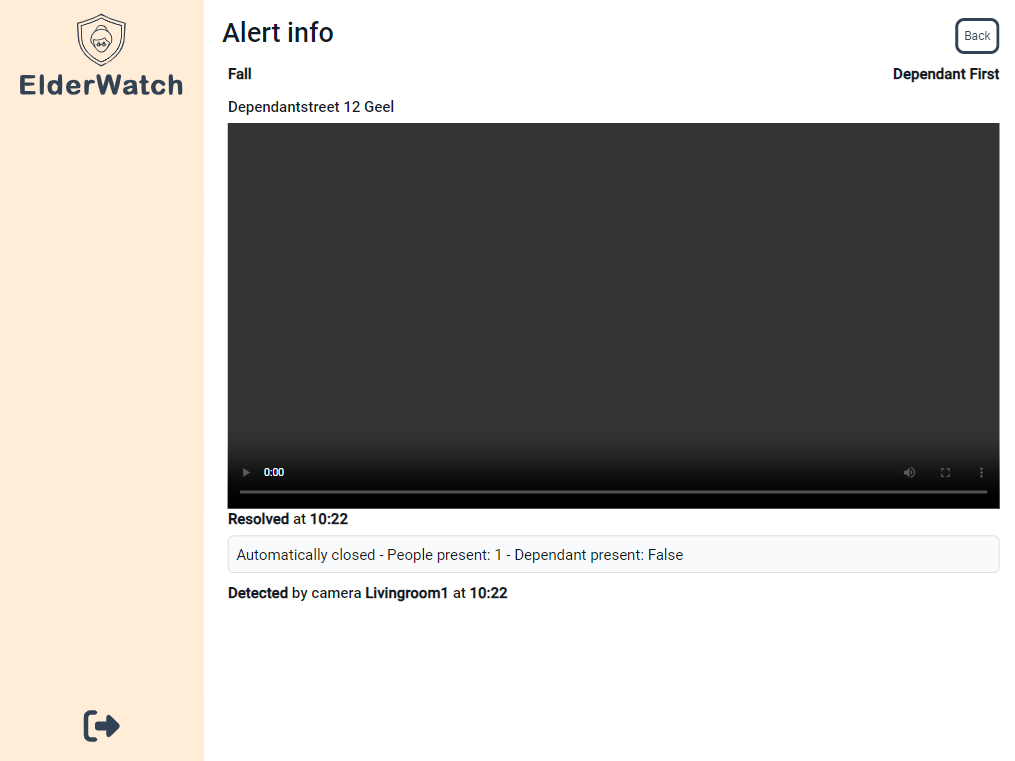 ElderWatch
Alert info
Back
Fall
Dependant First
Dependantstreet 12 Geel
0:00
Resolved at 10:22
Automatically closed - People present: 1 - Dependant present: False
Detected by camera Livingroom1 at 10:22